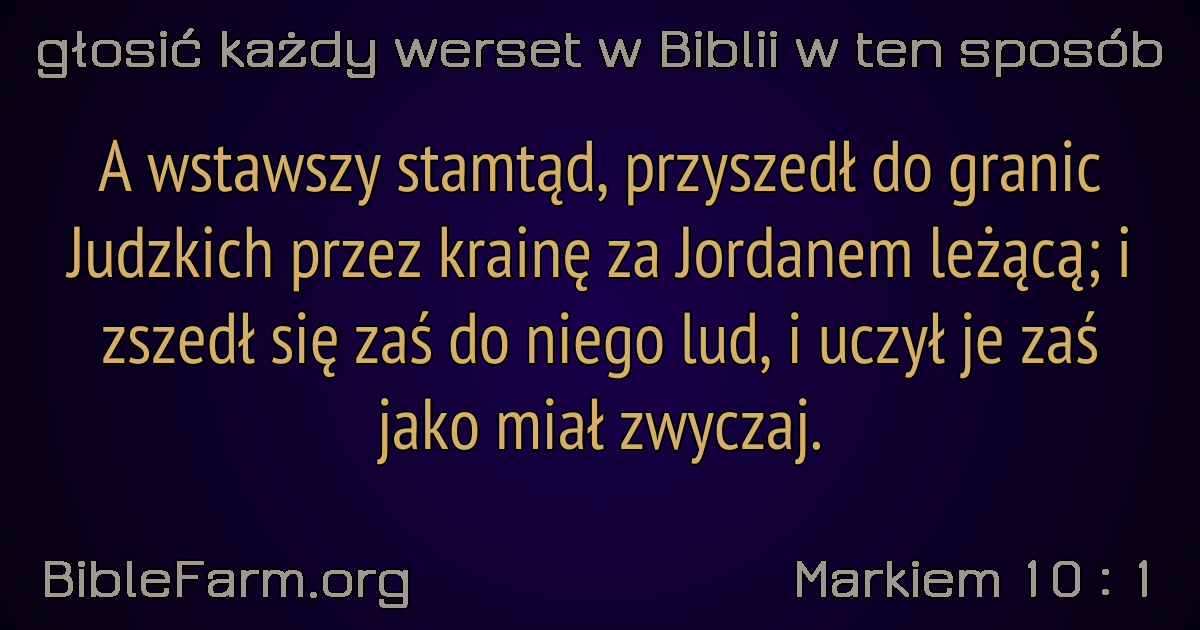 głosić każdy werset w Biblii w ten sposób
A wstawszy stamtąd, przyszedł do granic
Judzkich przez krainę za Jordanem leżącą; i
zszedł się zaś do niego lud, i uczył je zaś
jako miał zwyczaj.
BibleFarm.org
Markiem 10 : 1